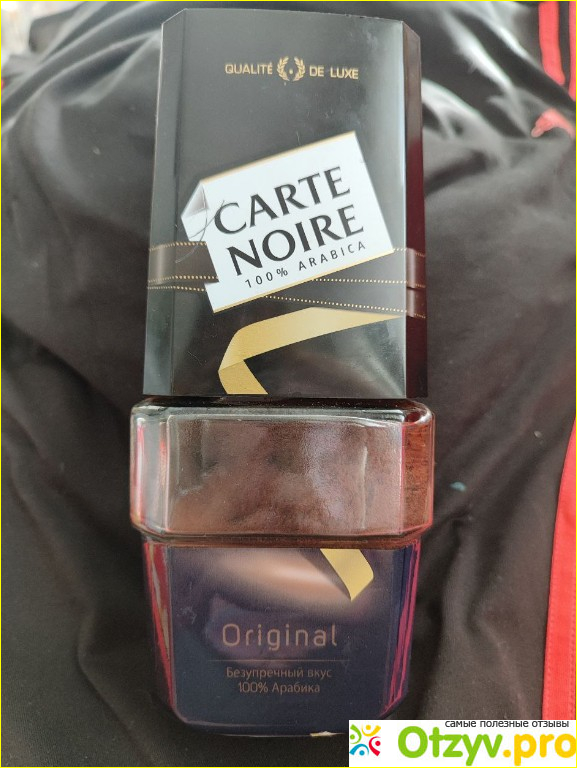 QUALITÉ DE LUXE
CARTE
NOIRE
100% ARABICA
Original
Безупречный вкус
100% Арабика
самые полезные отзывы
Otzyv.pro